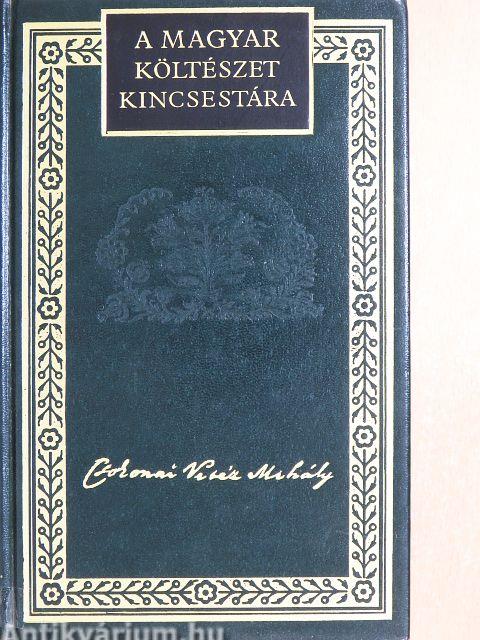 A MAGYAR
KÖLTÉSZET
KINCSESTÁRA
Csokonai Vitéz Mihály
Antikvárium.hu